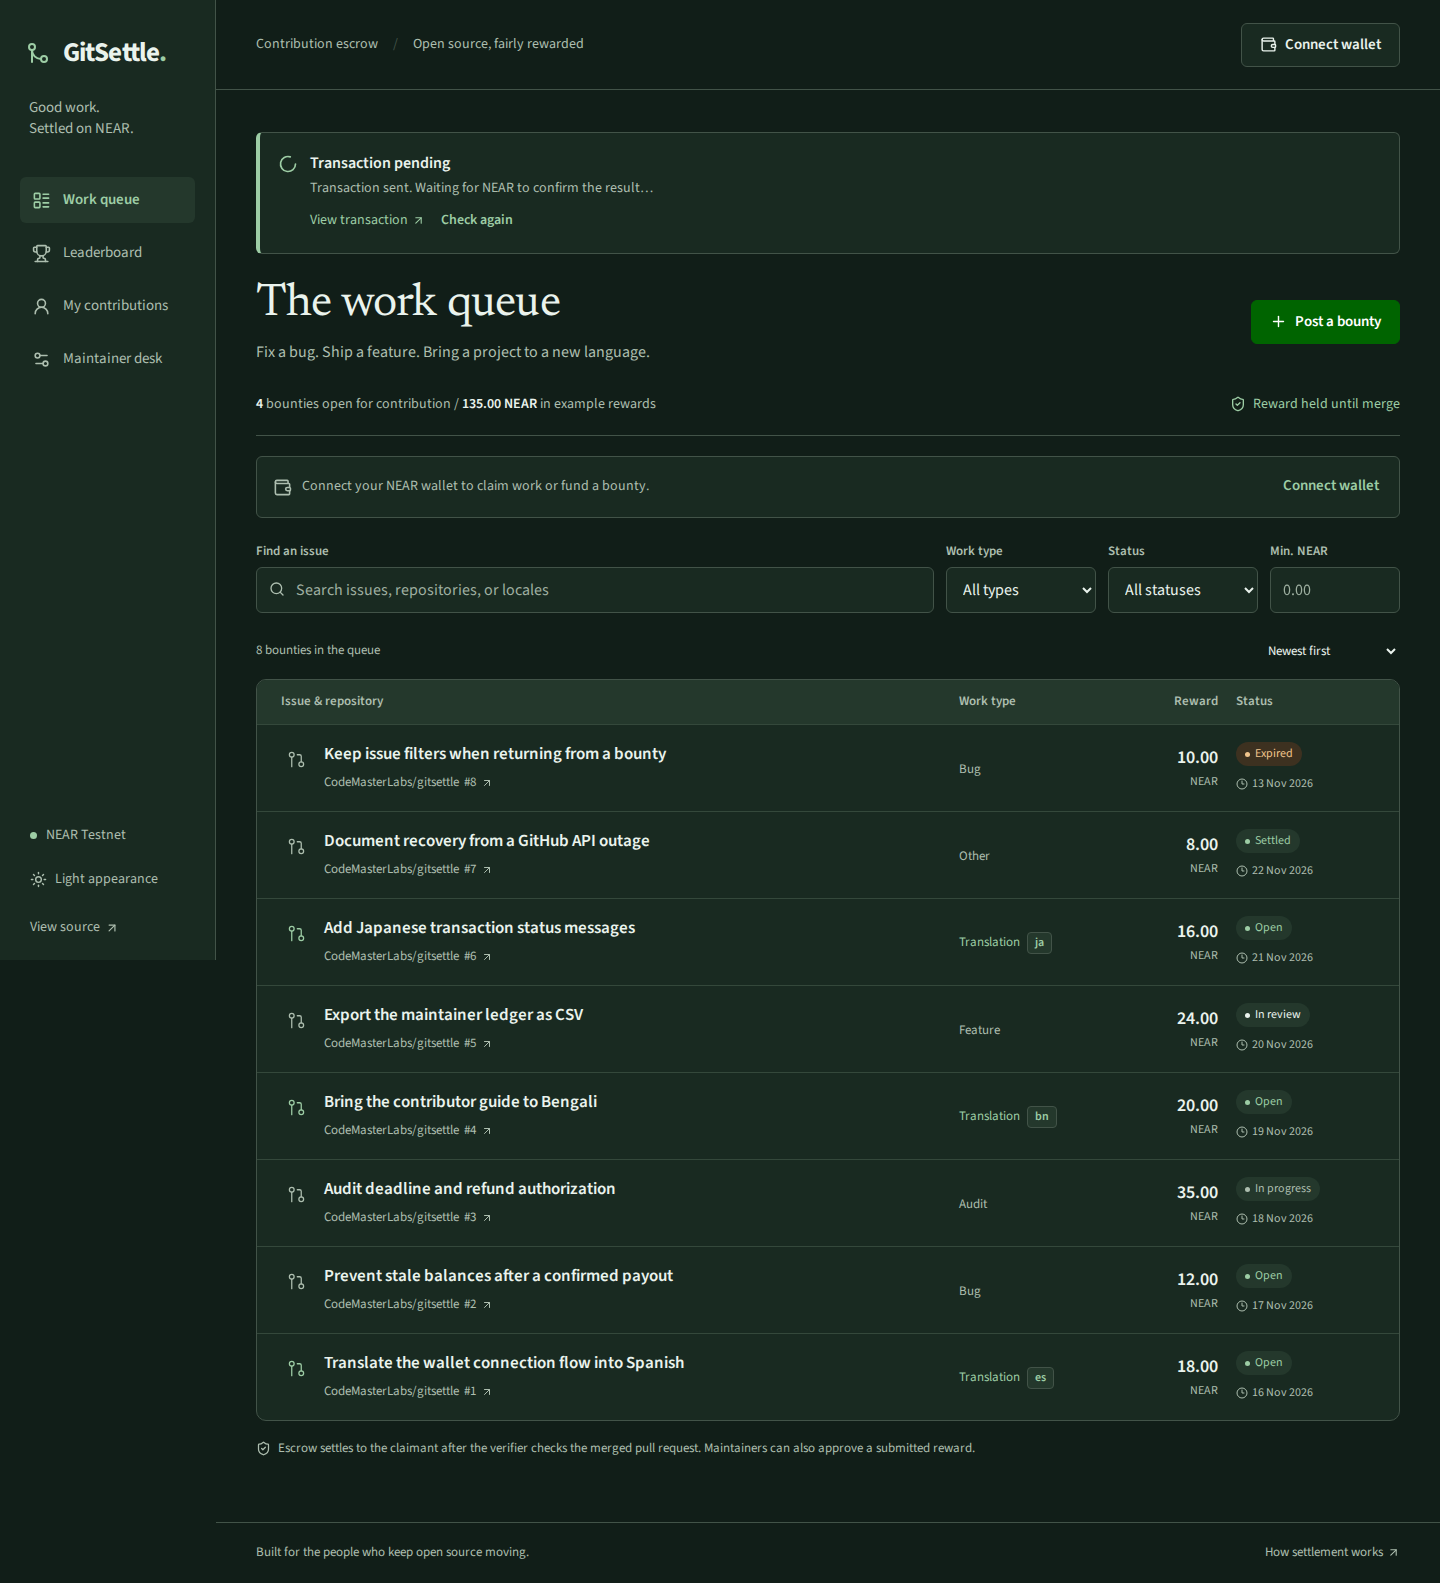 GitSettle.
Good work.
Settled on NEAR.
Work queue
Leaderboard
My contributions
Maintainer desk
NEAR Testnet
Light appearance
View source
Contribution escrow / Open source, fairly rewarded
Connect wallet
Transaction pending
Transaction sent. Waiting for NEAR to confirm the result…
View transaction Check again
The work queue
Fix a bug. Ship a feature. Bring a project to a new language.
Post a bounty
4 bounties open for contribution / 135.00 NEAR in example rewards
Reward held until merge
Connect your NEAR wallet to claim work or fund a bounty.
Connect wallet
Find an issue Work type Status Min. NEAR
Search issues, repositories, or locales All types All statuses 0.00
8 bounties in the queue Newest first
Issue & repository Work type Reward Status
Keep issue filters when returning from a bounty
CodeMasterLabs/gitsettle #8
Bug
10.00
NEAR
Expired
13 Nov 2026
Document recovery from a GitHub API outage
CodeMasterLabs/gitsettle #7
Other
8.00
NEAR
Settled
22 Nov 2026
Add Japanese transaction status messages
CodeMasterLabs/gitsettle #6
Translation ja
16.00
NEAR
Open
21 Nov 2026
Export the maintainer ledger as CSV
CodeMasterLabs/gitsettle #5
Feature
24.00
NEAR
In review
20 Nov 2026
Bring the contributor guide to Bengali
CodeMasterLabs/gitsettle #4
Translation bn
20.00
NEAR
Open
19 Nov 2026
Audit deadline and refund authorization
CodeMasterLabs/gitsettle #3
Audit
35.00
NEAR
In progress
18 Nov 2026
Prevent stale balances after a confirmed payout
CodeMasterLabs/gitsettle #2
Bug
12.00
NEAR
Open
17 Nov 2026
Translate the wallet connection flow into Spanish
CodeMasterLabs/gitsettle #1
Translation es
18.00
NEAR
Open
16 Nov 2026
Escrow settles to the claimant after the verifier checks the merged pull request. Maintainers can also approve a submitted reward.
Built for the people who keep open source moving.
How settlement works